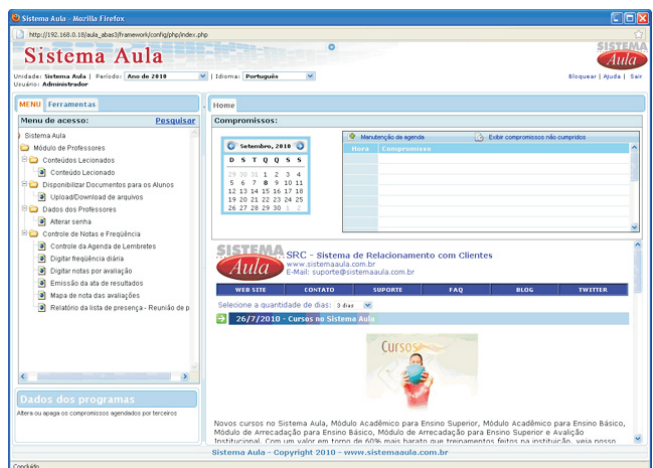 Sistema Aula - Mozilla Firefox
http://192.168.0.18/aula_abas3/framework/config/php/index.php
Sistema Aula
SISTEMA
Aula
Unidade: Sistema Aula | Período: Ano de 2010 | Idioma: Português
Bloquear | Ajuda | Sair
Usuário: Administrador
MENU Ferramentas
Menu de acesso: Pesquisar
Sistema Aula
Módulo de Professores
Conteúdos Lecionados
Conteúdo Lecionado
Disponibilizar Documentos para os Alunos
Upload/Download de arquivos
Dados dos Professores
Alterar senha
Controle de Notas e Freqüência
Controle da Agenda de Lembretes
Digitar freqüência diária
Digitar notas por avaliação
Emissão da ata de resultados
Mapa de nota das avaliações
Relatório da lista de presença - Reunião de p
Dados dos programas
Altera ou apaga os compromissos agendados por terceiros
Home
Compromissos:
Setembro, 2010
D S T Q Q S S
29 30 31 1 2 3 4
5 6 7 8 9 10 11
12 13 14 15 16 17 18
19 20 21 22 23 24 25
26 27 28 29 30 1 2
Manutenção de agenda Exibir compromissos não cumpridos
Hora Compromisso
SISTEMA
Aula
SRC - Sistema de Relacionamento com Clientes
www.sistemaaula.com.br
E-Mail: suporte@sistemaaula.com.br
WEB SITE CONTATO SUPORTE FAQ BLOG TWITTER
Selecione a quantidade de dias: 3 dias
26/7/2010 - Cursos no Sistema Aula
Cursos
Novos cursos no Sistema Aula, Módulo Acadêmico para Ensino Superior, Módulo Acadêmico para Ensino Básico,
Módulo de Arrecadação para Ensino Básico, Módulo de Arrecadação para Ensino Superior e Avalição
Institucional. Com um valor em torno de 60% mais barato que treinamentos feitos na instituição, veja nosso
Sistema Aula - Copyright 2010 - www.sistemaaula.com.br
Concluído